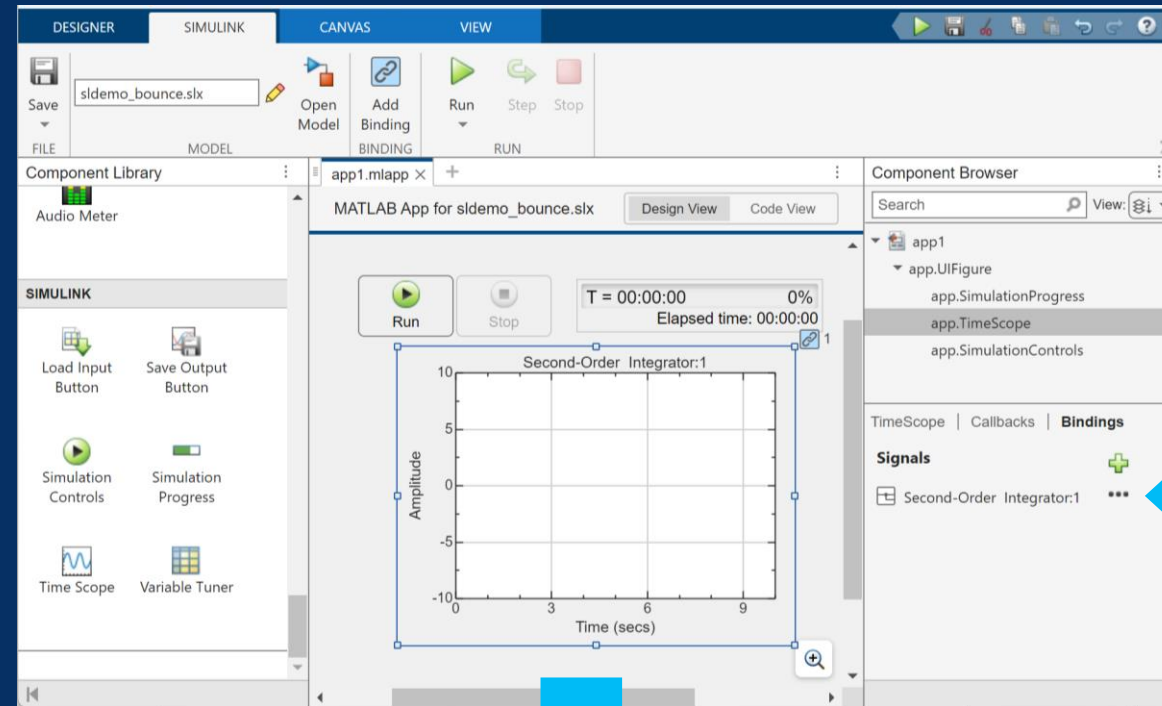 DESIGNER
SIMULINK
CANVAS
VIEW
?
Save
sldemo_bounce.slx
Open
Model
Add
Binding
Run
Step
Stop
FILE
MODEL
BINDING
RUN
Component Library
Audio Meter
SIMULINK
Load Input
Button
Save Output
Button
Simulation
Controls
Simulation
Progress
Time Scope
Variable Tuner
app1.mlapp
MATLAB App for sldemo_bounce.slx
Design View
Code View
Run
Stop
T = 00:00:00 0%
Elapsed time: 00:00:00
1
Second-Order Integrator:1
10
5
0
-5
-10
Amplitude
0 3 6 9
Time (secs)
Component Browser
Search
View:
app1
app.UIFigure
app.SimulationProgress
app.TimeScope
app.SimulationControls
TimeScope | Callbacks | Bindings
Signals
Second-Order Integrator:1